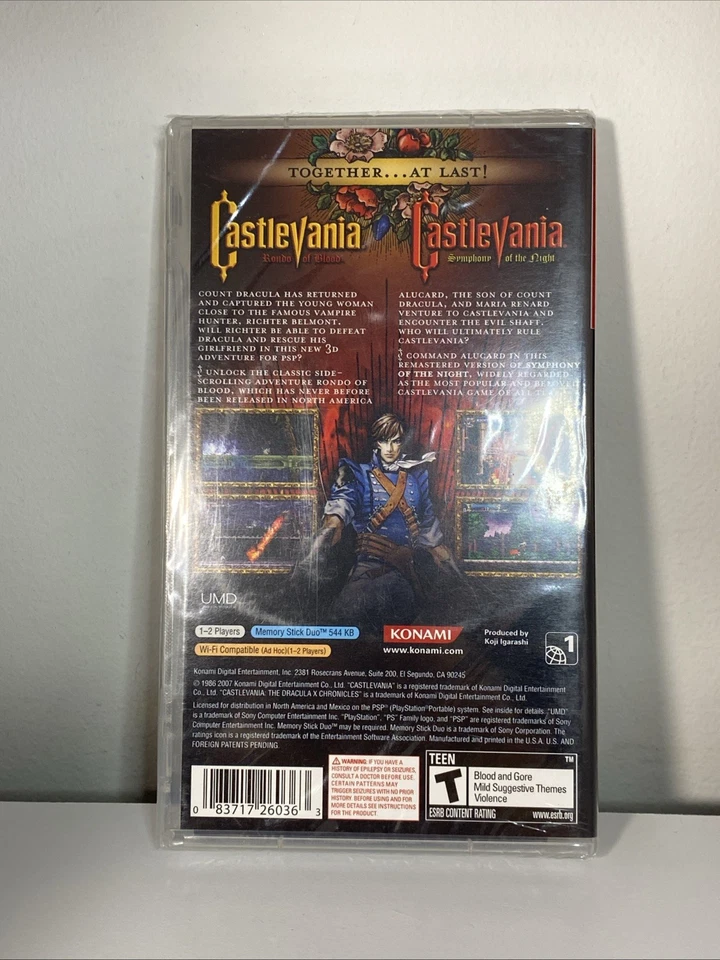 TOGETHER...AT LAST!
Castlevania
Rondo of Blood
COUNT DRACULA HAS RETURNED
AND CAPTURED THE YOUNG WOMAN
CLOSE TO THE FAMOUS VAMPIRE
HUNTER, RICHTER BELMONT.
WILL RICHTER BE ABLE TO DEFEAT
DRACULA AND RESCUE HIS
GIRLFRIEND IN THIS NEW 3D
ADVENTURE FOR PSP?
UNLOCK THE CLASSIC SIDE-
SCROLLING ADVENTURE RONDO OF
BLOOD, WHICH HAS NEVER BEFORE
BEEN RELEASED IN NORTH AMERICA
Castlevania
Symphony of the Night
ALUCARD, THE SON OF COUNT
DRACULA, AND MARIA RENARD
VENTURE TO CASTLEVANIA AND
ENCOUNTER THE EVIL SHAFT.
WHO WILL ULTIMATELY RULE
CASTLEVANIA?
COMMAND ALUCARD IN THIS
REMASTERED VERSION OF SYMPHONY
OF THE NIGHT, WIDELY REGARDED
AS THE MOST POPULAR AND BELOVED
CASTLEVANIA GAME OF ALL
UMD
1-2 Players
Memory Stick Duo™ 544 KB
Wi-Fi Compatible (Ad Hoc)(1-2 Players)
KONAMI
www.konami.com
Produced by
Koji Igarashi
1
Konami Digital Entertainment, Inc. 2381 Rosecrans Avenue, Suite 200, El Segundo, CA 90245
© 1986 2007 Konami Digital Entertainment Co., Ltd. "CASTLEVANIA" is a registered trademark of Konami Digital Entertainment
Co., Ltd. "CASTLEVANIA: THE DRACULA X CHRONICLES" is a trademark of Konami Digital Entertainment Co., Ltd.
Licensed for distribution in North America and Mexico on the PSP® (PlayStation®Portable) system. See inside for details. "UMD"
is a trademark of Sony Computer Entertainment Inc. "PlayStation", "PS" Family logo, and "PSP" are registered trademarks of Sony
Computer Entertainment Inc. Memory Stick Duo™ may be required. Memory Stick Duo is a trademark of Sony Corporation. The
ratings icon is a registered trademark of the Entertainment Software Association. Manufactured and printed in the U.S.A. U.S. AND
FOREIGN PATENTS PENDING.
0 83717 26036 3
WARNING: IF YOU HAVE A
HISTORY OF EPILEPSY OR SEIZURES,
CONSULT A DOCTOR BEFORE USE.
CERTAIN PATTERNS MAY
TRIGGER SEIZURES WITH NO PRIOR
HISTORY. BEFORE USING AND FOR
MORE DETAILS SEE INSTRUCTIONS
FOR THE PRODUCT.
TEEN
TM
T
Blood and Gore
Mild Suggestive Themes
Violence
ESRB CONTENT RATING
www.esrb.org